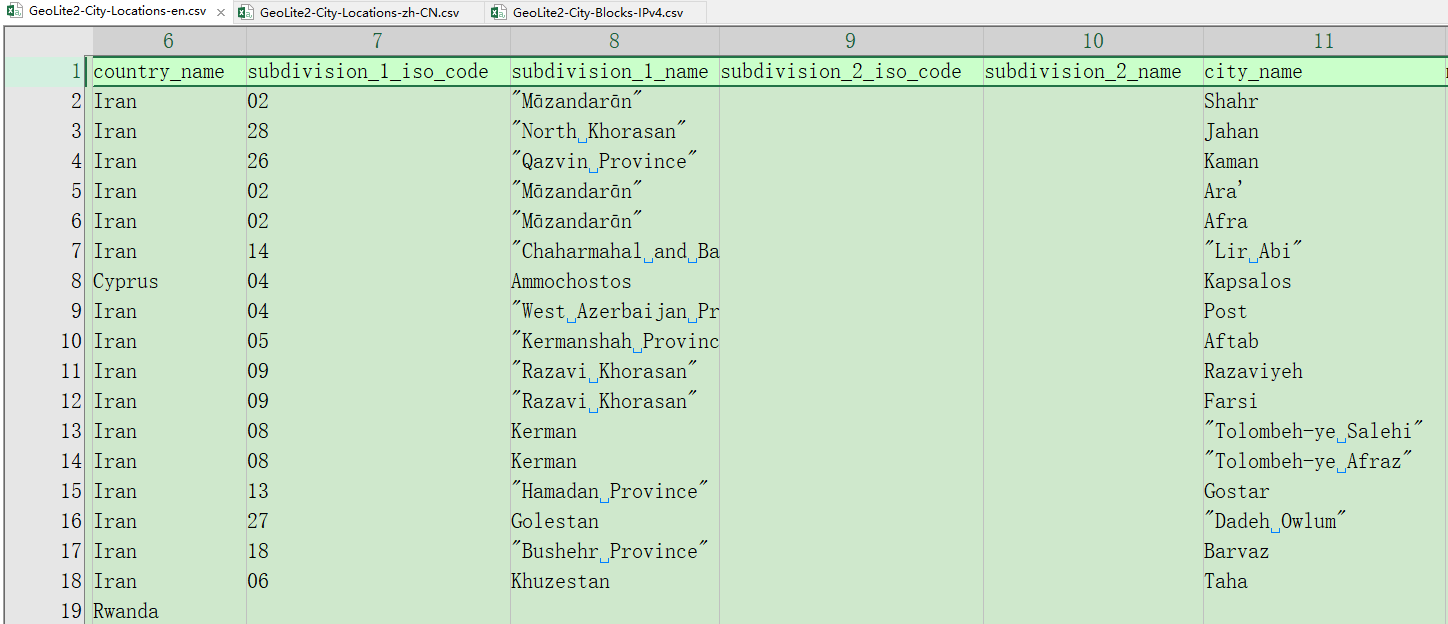 GeoLite2-City-Locations-en.csv GeoLite2-City-Locations-zh-CN.csv GeoLite2-City-Blocks-IPv4.csv
6 7 8 9 10 11
1 country_name subdivision_1_iso_code subdivision_1_name subdivision_2_iso_code subdivision_2_name city_name
2 Iran 02 "Māzandarān" Shahr
3 Iran 28 "North Khorasan" Jahan
4 Iran 26 "Qazvin Province" Kaman
5 Iran 02 "Māzandarān" Ara'
6 Iran 02 "Māzandarān" Afra
7 Iran 14 "Chaharmahal and Ba "Lir Abi"
8 Cyprus 04 Ammochostos Kapsalos
9 Iran 04 "West Azerbaijan Pr Post
10 Iran 05 "Kermanshah Provinc Aftab
11 Iran 09 "Razavi Khorasan" Razaviyeh
12 Iran 09 "Razavi Khorasan" Farsi
13 Iran 08 Kerman "Tolombeh-ye Salehi"
14 Iran 08 Kerman "Tolombeh-ye Afraz"
15 Iran 13 "Hamadan Province" Gostar
16 Iran 27 Golestan "Dadeh Owlum"
17 Iran 18 "Bushehr Province" Barvaz
18 Iran 06 Khuzestan Taha
19 Rwanda